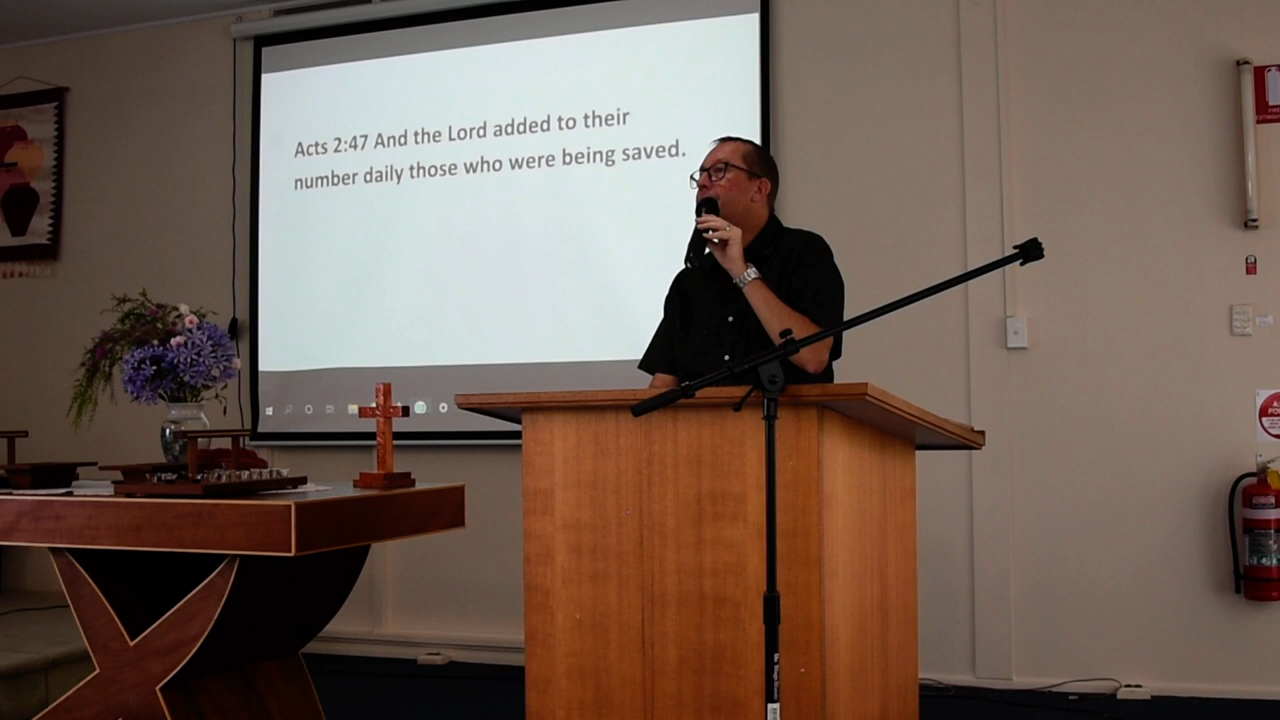 Acts 2:47 And the Lord added to their
number daily those who were being saved.